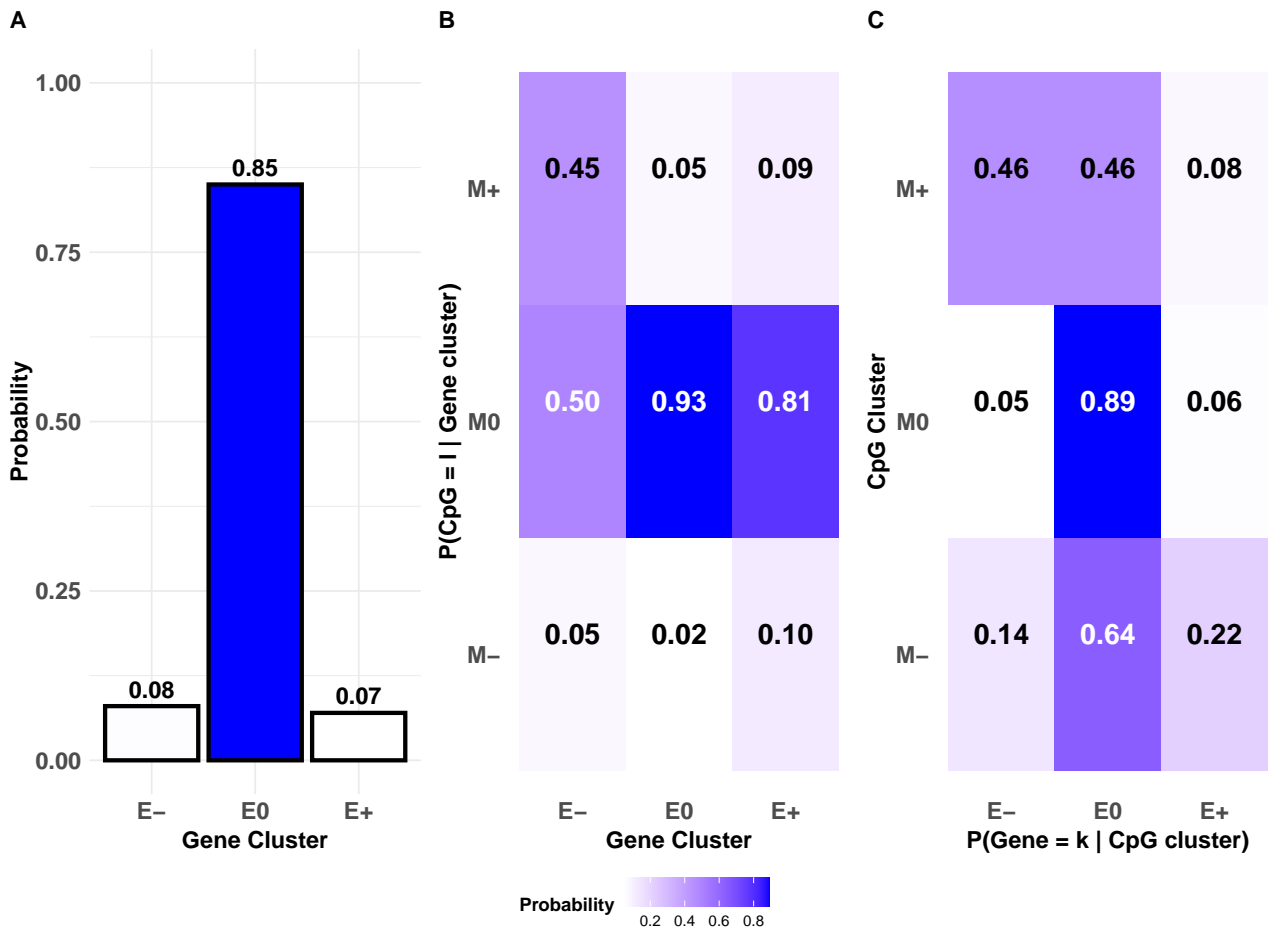 A
1.00
0.75
0.50
0.25
0.00
Probability
0.08
0.85
0.07
E− E0 E+
Gene Cluster
B
P(CpG = l | Gene cluster)
M+ 0.45 0.05 0.09
M0 0.50 0.93 0.81
M− 0.05 0.02 0.10
E− E0 E+
Gene Cluster
C
CpG Cluster
M+ 0.46 0.46 0.08
M0 0.05 0.89 0.06
M− 0.14 0.64 0.22
E− E0 E+
P(Gene = k | CpG cluster)
Probability
0.2 0.4 0.6 0.8